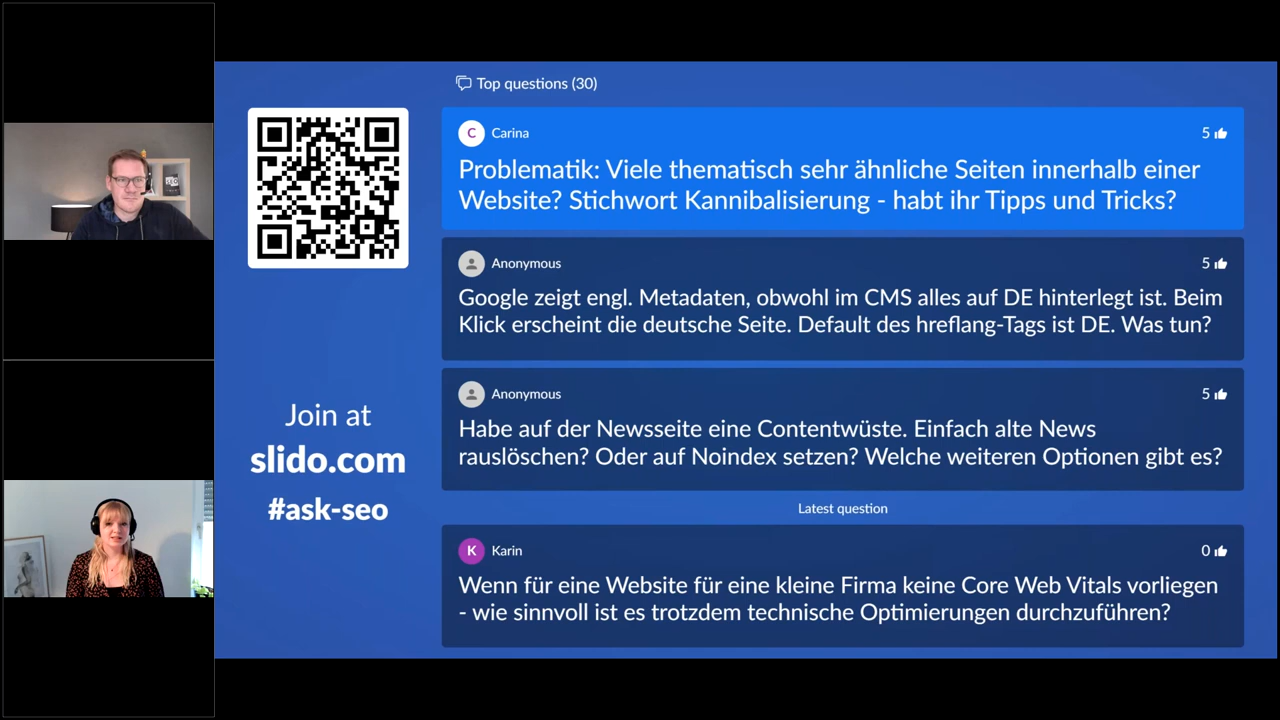 Top questions (30)
C
Carina
5
Problematik: Viele thematisch sehr ähnliche Seiten innerhalb einer
Website? Stichwort Kannibalisierung - habt ihr Tipps und Tricks?
Anonymous
5
Google zeigt engl. Metadaten, obwohl im CMS alles auf DE hinterlegt ist. Beim
Klick erscheint die deutsche Seite. Default des hreflang-Tags ist DE. Was tun?
Anonymous
5
Habe auf der Newsseite eine Contentwüste. Einfach alte News
rauslöschen? Oder auf Noindex setzen? Welche weiteren Optionen gibt es?
Join at
slido.com
#ask-seo
Latest question
K
Karin
0
Wenn für eine Website für eine kleine Firma keine Core Web Vitals vorliegen
- wie sinnvoll ist es trotzdem technische Optimierungen durchzuführen?